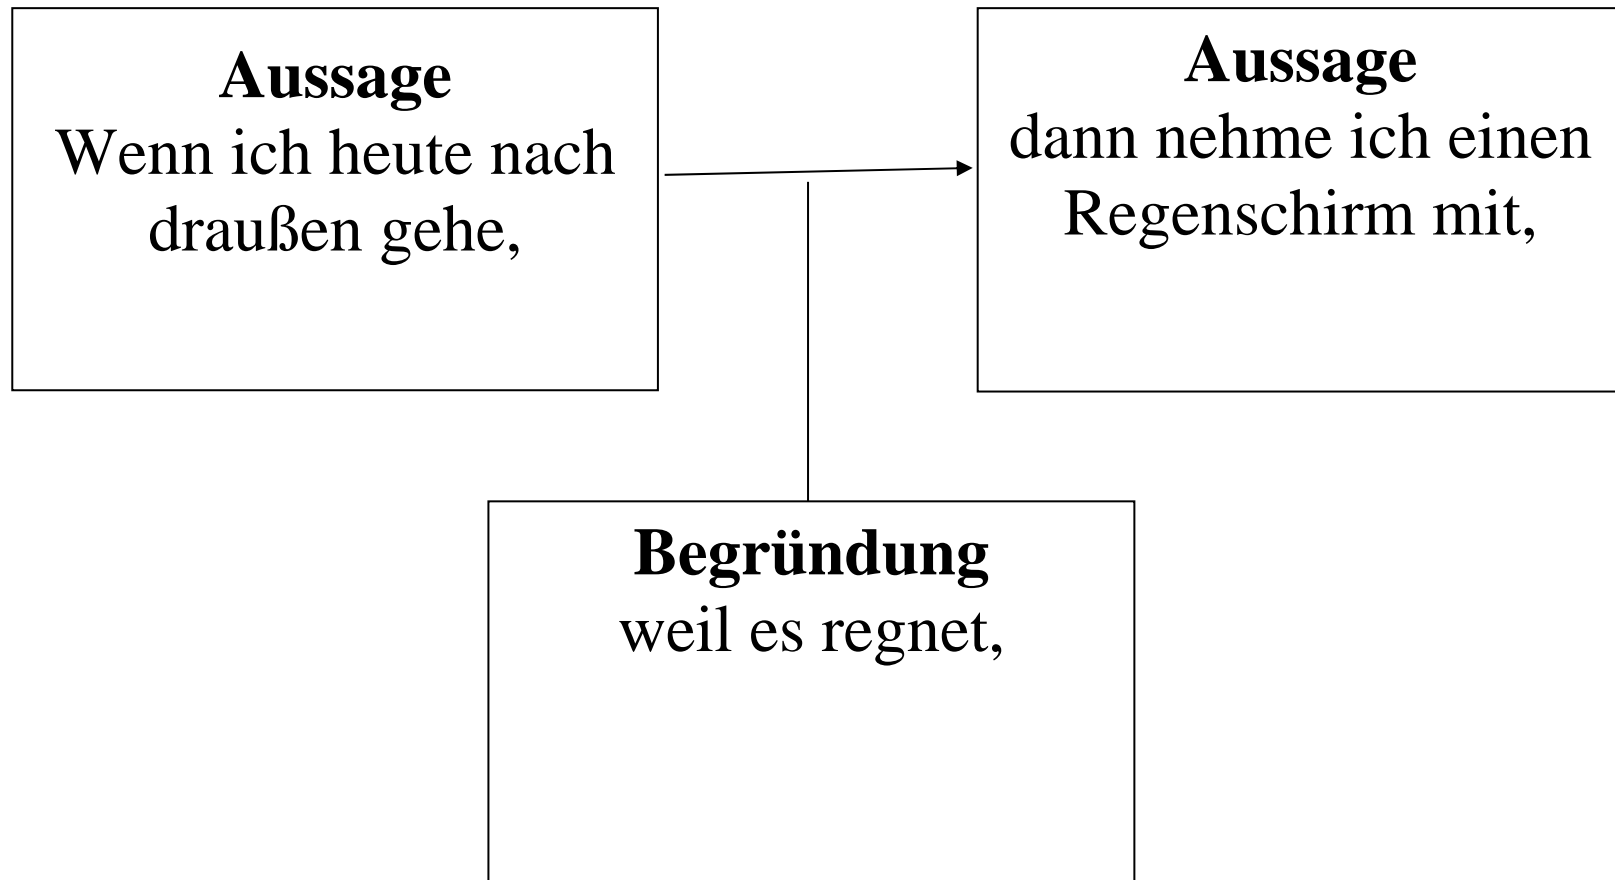 Aussage
Wenn ich heute nach
draußen gehe,
Aussage
dann nehme ich einen
Regenschirm mit,
Begründung
weil es regnet,